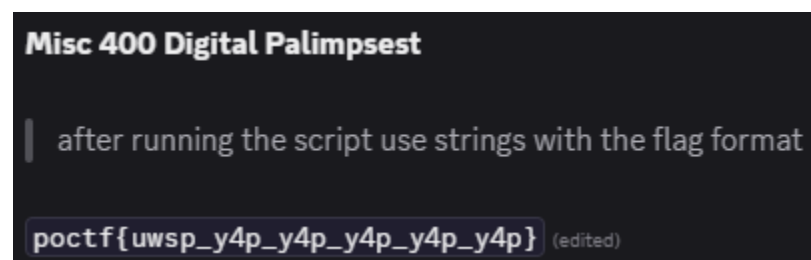 Misc 400 Digital Palimpsest
after running the script use strings with the flag format
poctf{uwsp_y4p_y4p_y4p_y4p_y4p} (edited)